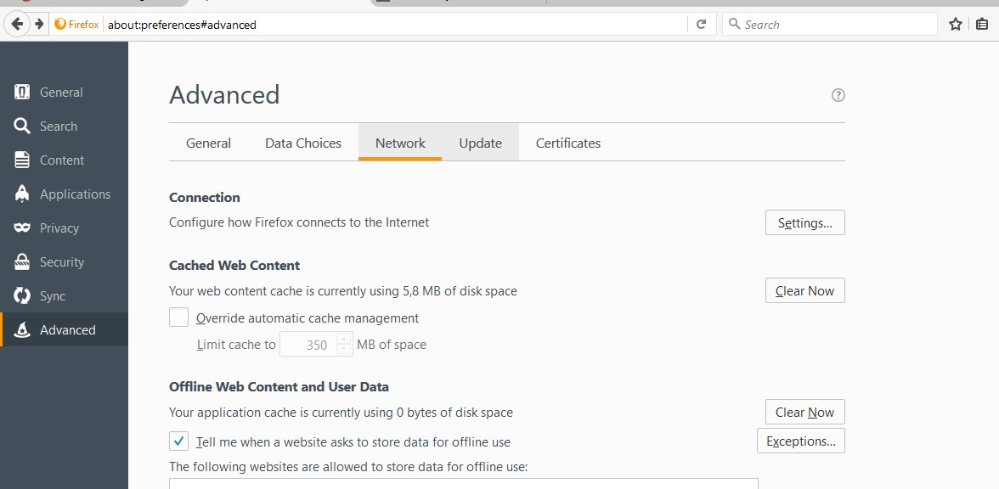 Firefox about:preferences#advanced Search
General
Search
Content
Applications
Privacy
Security
Sync
Advanced
Advanced
General Data Choices Network Update Certificates
Connection
Configure how Firefox connects to the Internet Settings...
Cached Web Content
Your web content cache is currently using 5,8 MB of disk space Clear Now
Override automatic cache management
Limit cache to 350 MB of space
Offline Web Content and User Data
Your application cache is currently using 0 bytes of disk space Clear Now
Tell me when a website asks to store data for offline use Exceptions...
The following websites are allowed to store data for offline use: